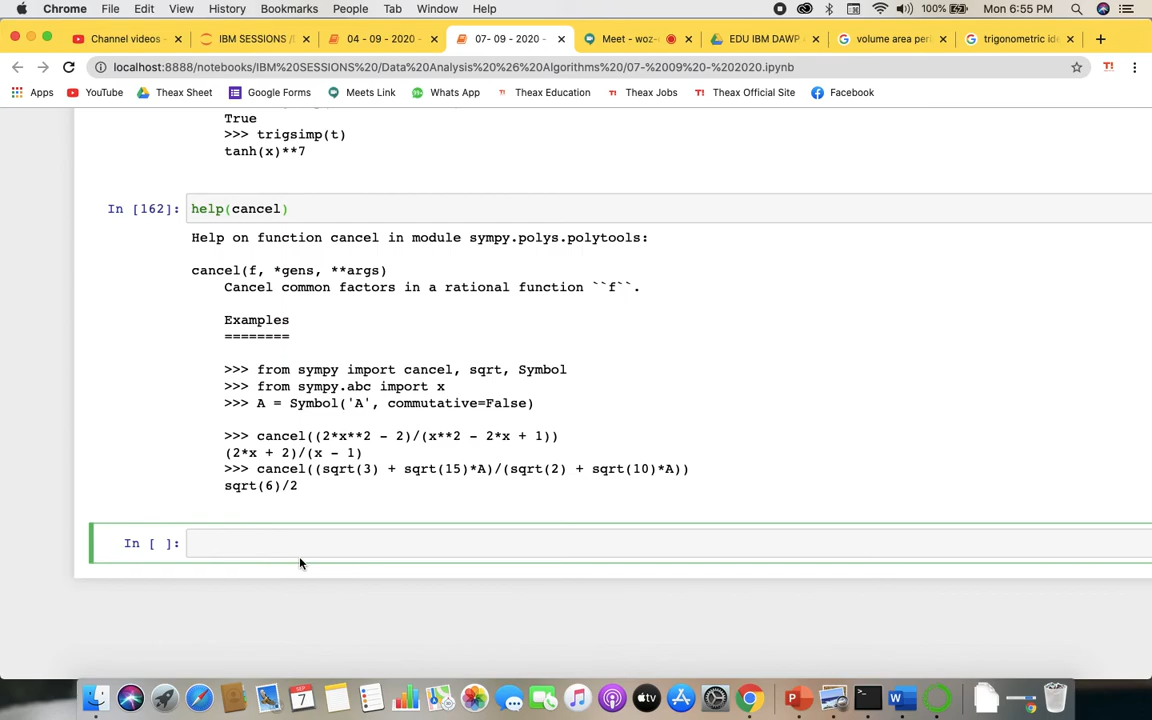 Chrome File Edit View History Bookmarks People Tab Window Help 100% Mon 6:55 PM
Channel videos - IBM SESSIONS / 04 - 09 - 2020 - 07- 09 - 2020 - Meet - woz- EDU IBM DAWP volume area peri trigonometric ide
localhost:8888/notebooks/IBM%20SESSIONS%20/Data%20Analysis%20%26%20Algorithms%20/07-%2009%20-%202020.ipynb T!
Apps YouTube Theax Sheet Google Forms Meets Link Whats App Theax Education Theax Jobs Theax Official Site Facebook
True
>>> trigsimp(t)
tanh(x)**7
In [162]: help(cancel)
Help on function cancel in module sympy.polys.polytools:
cancel(f, *gens, **args)
Cancel common factors in a rational function ``f``.
Examples
========
>>> from sympy import cancel, sqrt, Symbol
>>> from sympy.abc import x
>>> A = Symbol('A', commutative=False)
>>> cancel((2*x**2 - 2)/(x**2 - 2*x + 1))
(2*x + 2)/(x - 1)
>>> cancel((sqrt(3) + sqrt(15)*A)/(sqrt(2) + sqrt(10)*A))
sqrt(6)/2
In [ ]: